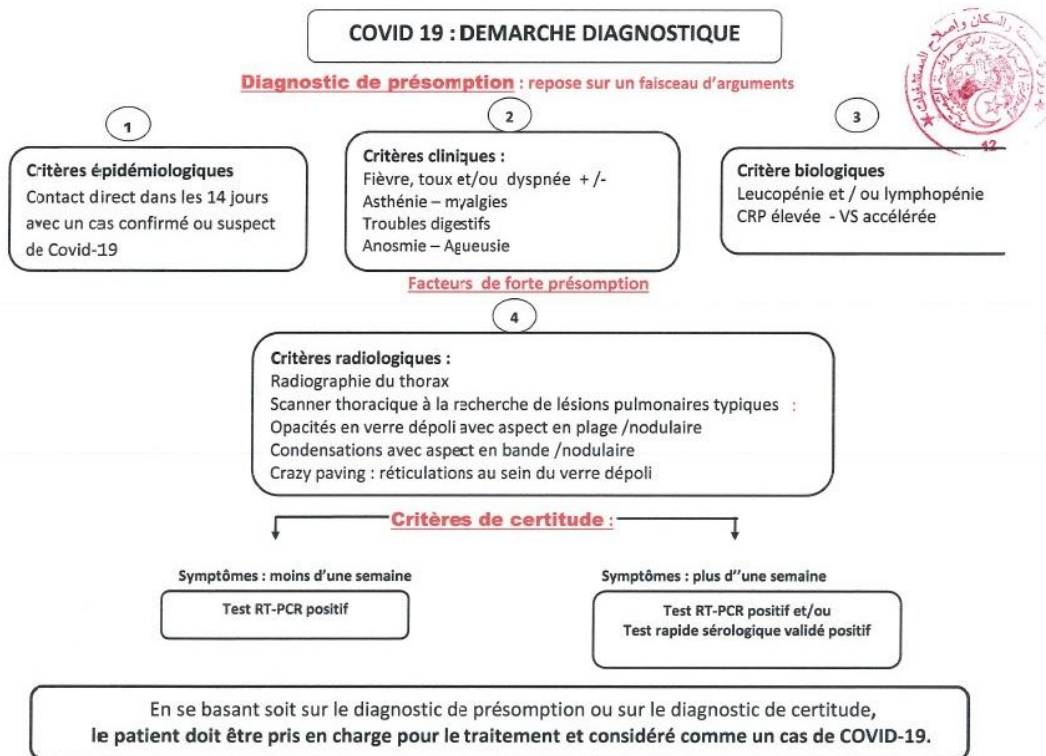 COVID 19 : DEMARCHE DIAGNOSTIQUE
Diagnostic de présomption : repose sur un faisceau d'arguments
1
Critères épidémiologiques
Contact direct dans les 14 jours
avec un cas confirmé ou suspect
de Covid-19
2
Critères cliniques :
Fièvre, toux et/ou dyspnée + /-
Asthénie – myalgies
Troubles digestifs
Anosmie – Agueusie
3
Critère biologiques
Leucopénie et / ou lymphopénie
CRP élevée - VS accélérée
12
Facteurs de forte présomption
4
Critères radiologiques :
Radiographie du thorax
Scanner thoracique à la recherche de lésions pulmonaires typiques :
Opacités en verre dépoli avec aspect en plage /nodulaire
Condensations avec aspect en bande /nodulaire
Crazy paving : réticulations au sein du verre dépoli
Critères de certitude :
Symptômes : moins d'une semaine
Test RT-PCR positif
Symptômes : plus d''une semaine
Test RT-PCR positif et/ou
Test rapide sérologique validé positif
En se basant soit sur le diagnostic de présomption ou sur le diagnostic de certitude,
le patient doit être pris en charge pour le traitement et considéré comme un cas de COVID-19.